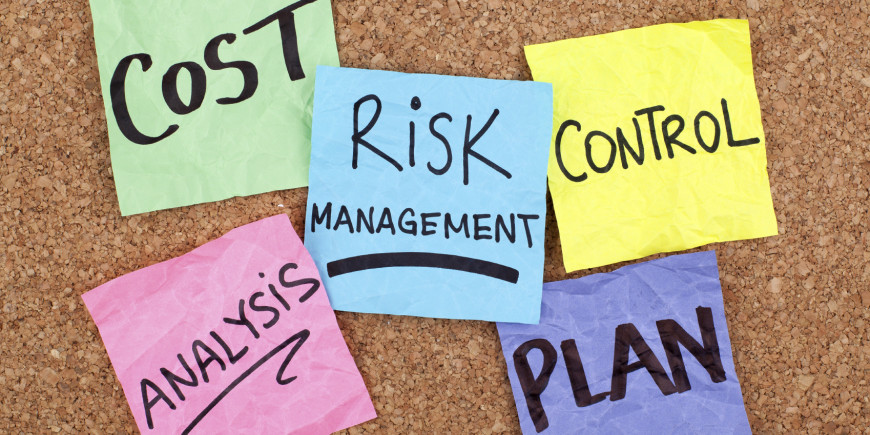 COST
RiSK
MANAGEMENT
CONTROL
ANALYSiS
PLAN